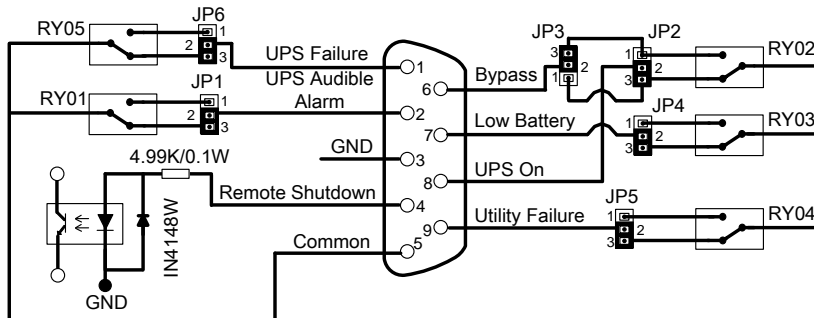 RY05
JP6
1
2
3
UPS Failure
UPS Audible
Alarm
RY01
JP1
1
2
3
GND
4.99K/0.1W
Remote Shutdown
IN4148W
GND
Common
1
2
3
4
5
6
7
8
9
Bypass
Low Battery
UPS On
Utility Failure
JP3
3
2
1
JP2
1
2
3
RY02
JP4
1
2
3
RY03
JP5
1
2
3
RY04